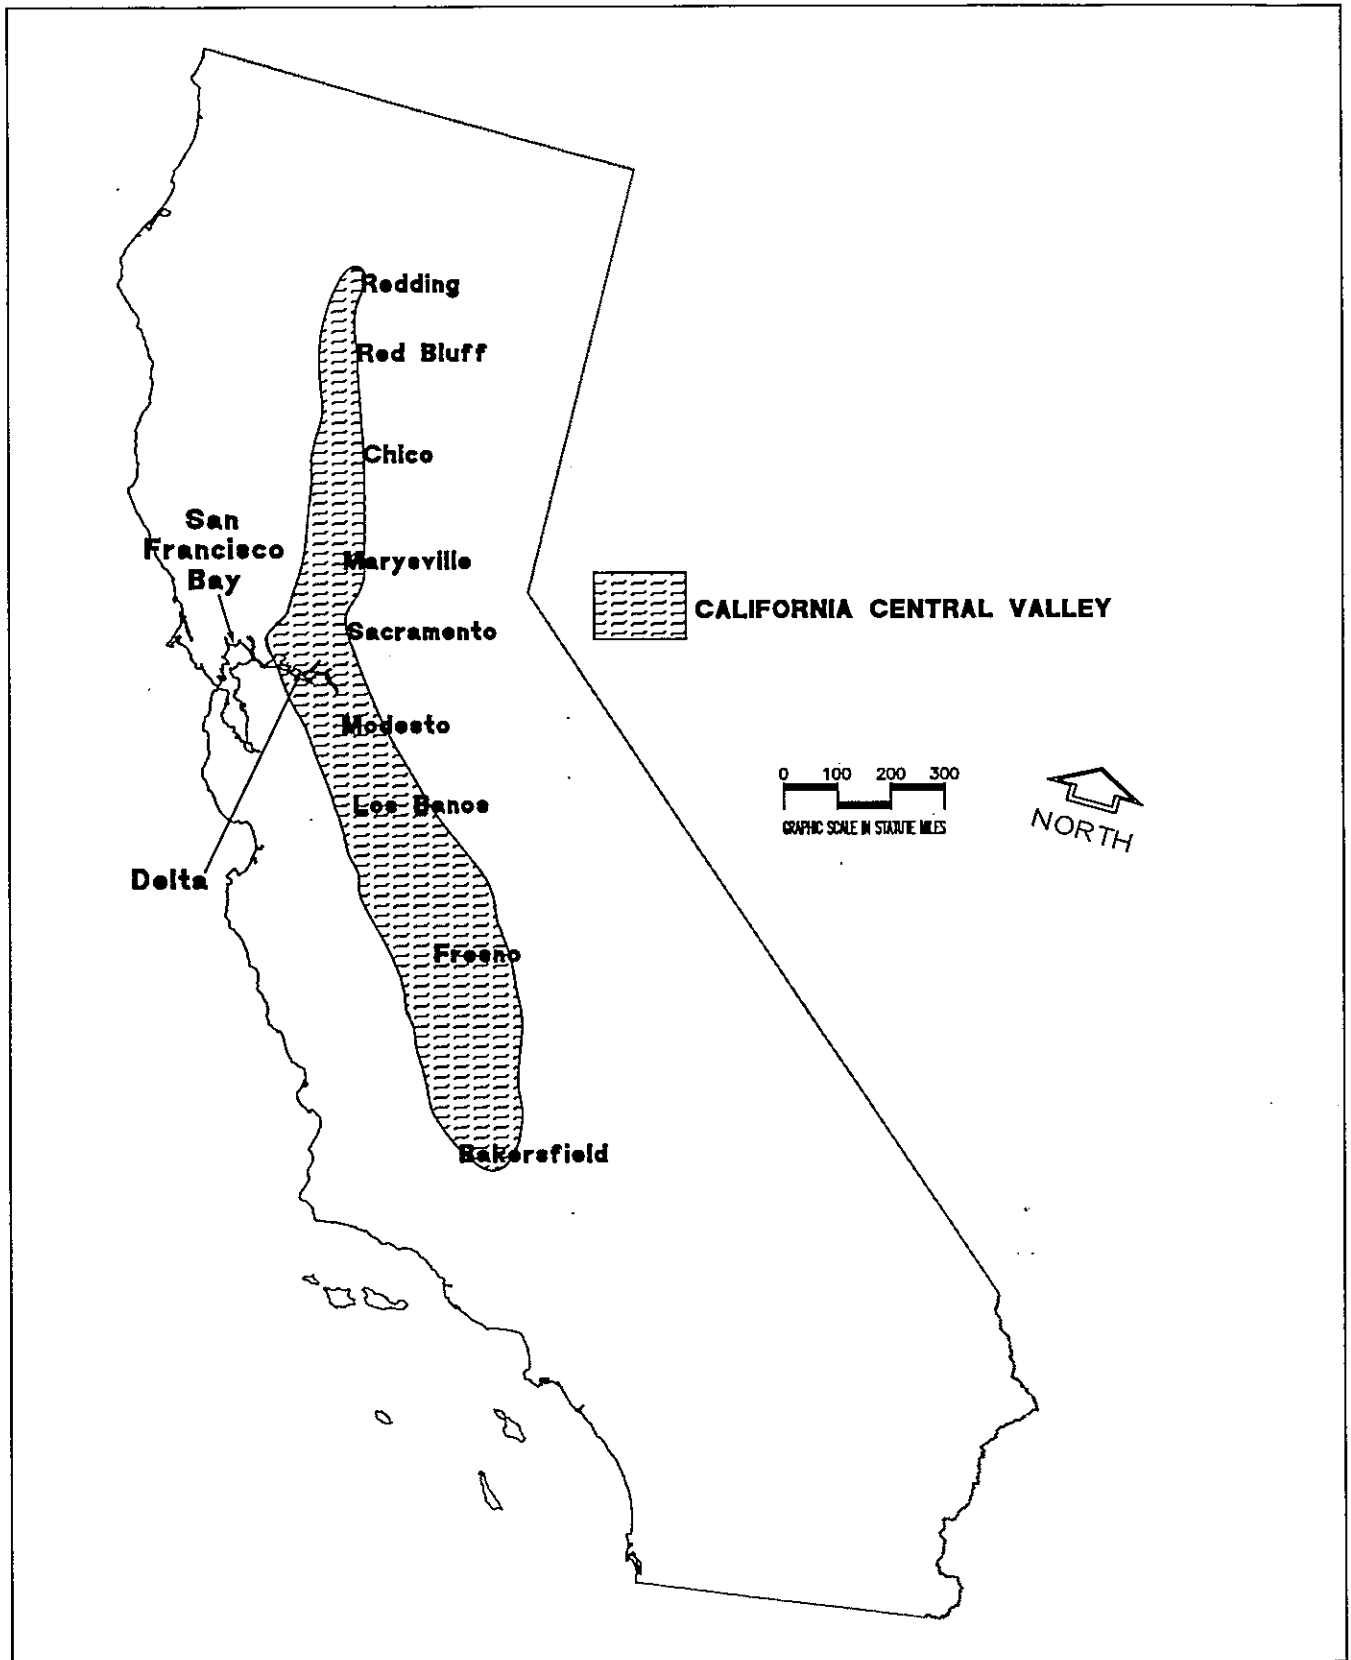 Redding
Red Bluff
Chico
San
Francisco
Bay
Marysville
CALIFORNIA CENTRAL VALLEY
Sacramento
Modesto
0 100 200 300
GRAPHIC SCALE IN STATUTE MILES
NORTH
Los Banos
Delta
Fresno
Bakersfield